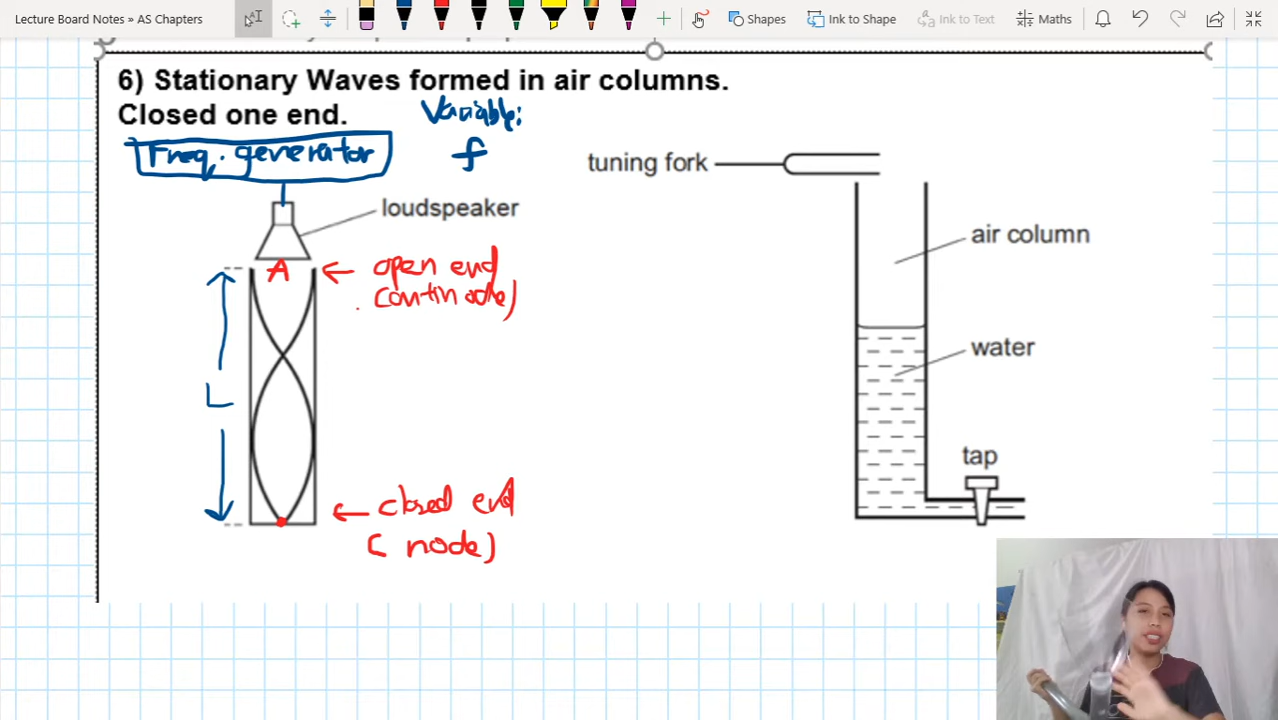 Lecture Board Notes » AS Chapters
Shapes
Ink to Shape
Ink to Text
Maths
6) Stationary Waves formed in air columns.
Closed one end.
Variable:
f
Freq. generator
loudspeaker
A
open end
(antinode)
L
closed end
(node)
tuning fork
air column
water
tap